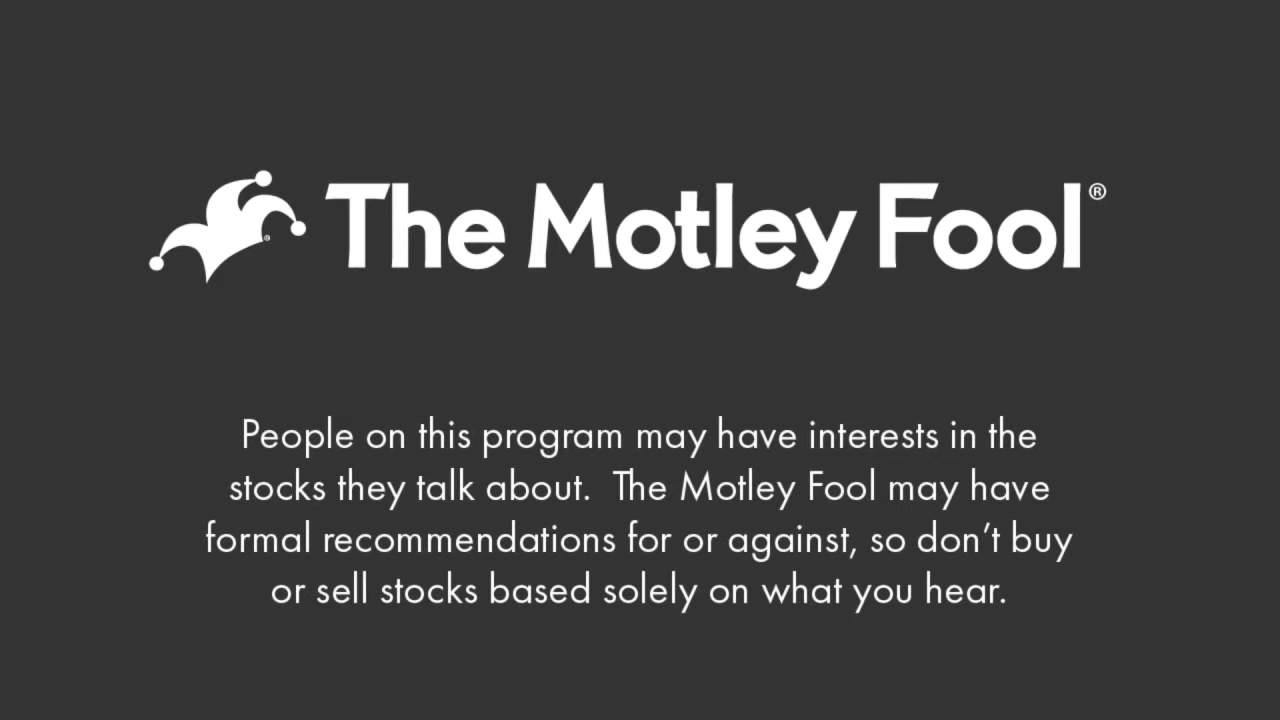 The Motley Fool®
People on this program may have interests in the
stocks they talk about.  The Motley Fool may have
formal recommendations for or against, so don’t buy
or sell stocks based solely on what you hear.